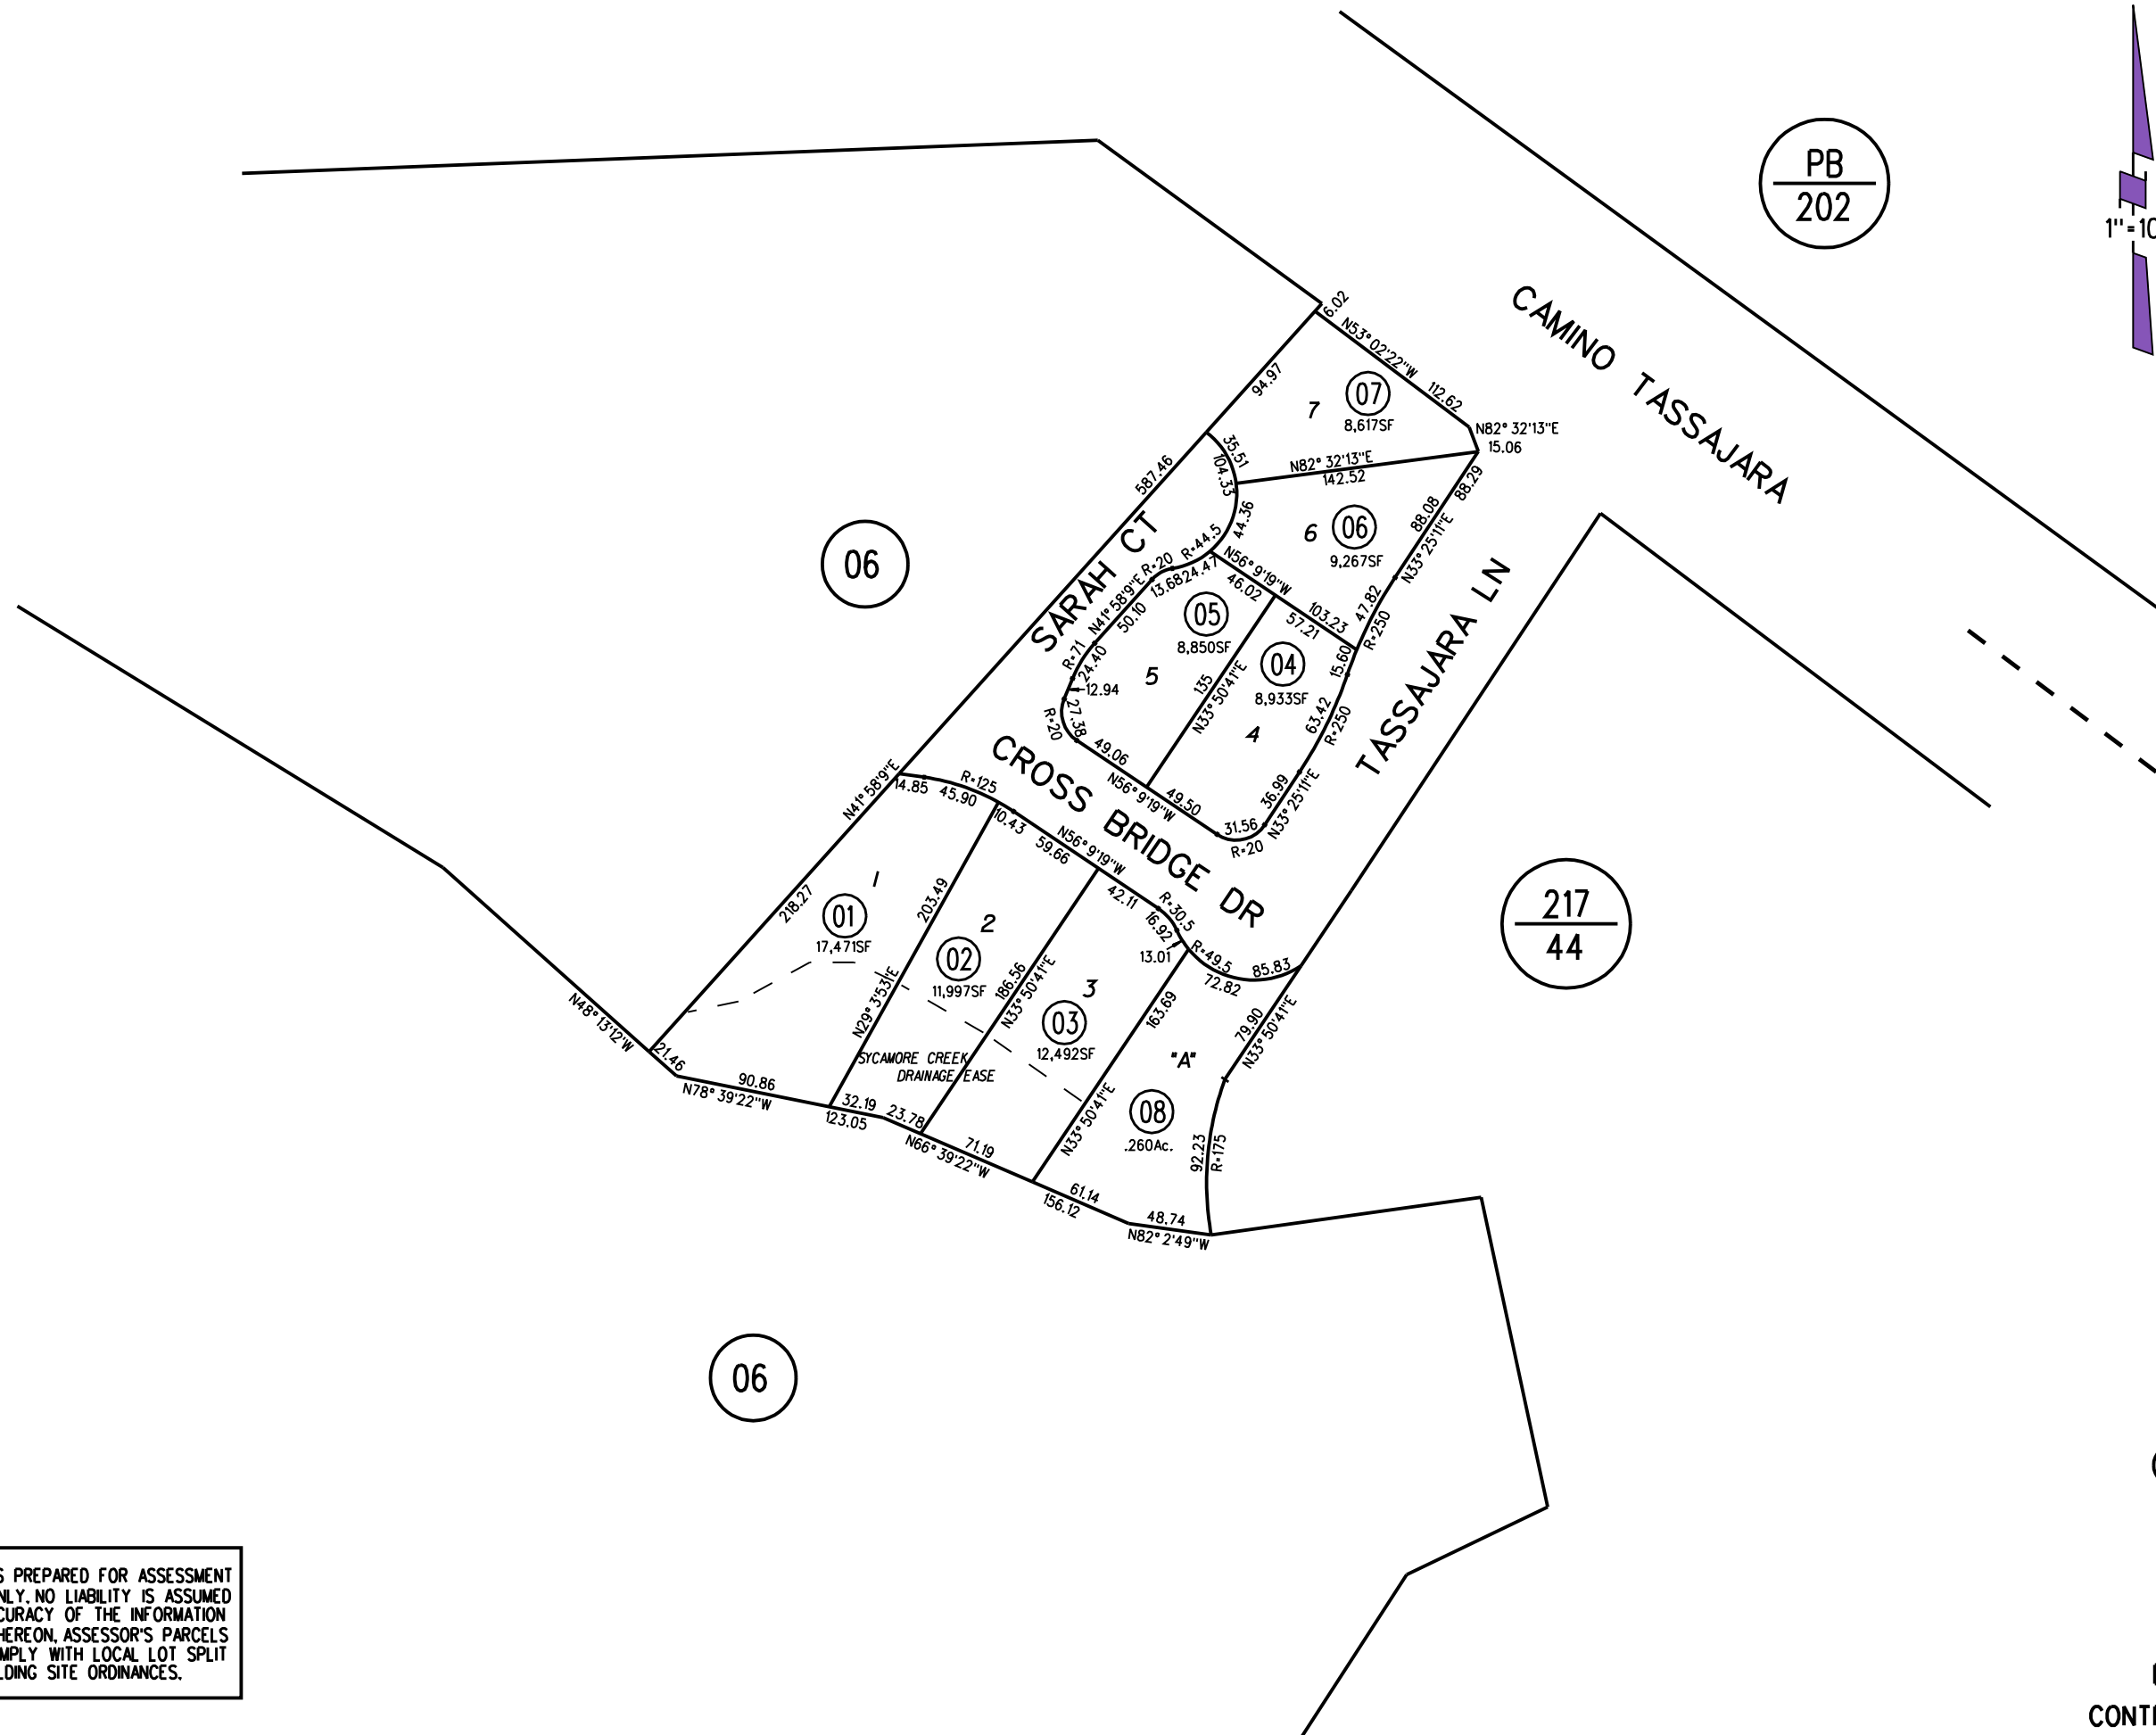 PB
202
1"=10
CAMINO TASSAJARA
6.02
N53°02'22"W
112.62
94.97
07
7
8,617SF
N82°32'13"E
15.06
35.51
104.33
N82°32'13"E
142.52
88.29
88.08
N33°25'11"E
587.46
44.36
6
06
9,267SF
SARAH CT
R=20
R=44.5
13.68
24.47
N56°9'19"W
46.02
103.23
57.21
47.82
R=250
N41°58'9"E
50.10
05
8,850SF
5
04
8,933SF
4
135
N33°50'41"E
15.60
63.42
R=250
TASSAJARA LN
R=71
24.40
12.94
27.38
R=20
49.06
N56°9'19"W
49.50
31.56
R=20
36.99
N33°25'11"E
06
CROSS BRIDGE DR
N41°58'9"E
14.85
45.90
R=125
10.43
59.66
N56°9'19"W
42.11
R=30.5
16.92
13.01
R=49.5
72.82
85.83
217
44
218.27
1
01
17,471SF
203.49
N29°3'53"E
2
02
11,997SF
186.56
N33°50'41"E
3
03
12,492SF
163.69
N33°50'41"E
79.90
N33°50'41"E
"A"
08
.260Ac.
92.23
R=175
SYCAMORE CREEK
DRAINAGE EASE
N48°13'12"W
21.46
90.86
N78°39'22"W
32.19
123.05
23.78
N66°39'22"W
71.19
61.14
156.12
48.74
N82°2'49"W
06
S PREPARED FOR ASSESSMENT
NLY. NO LIABILITY IS ASSUMED
CURACY OF THE INFORMATION
HEREON. ASSESSOR'S PARCELS
MPLY WITH LOCAL LOT SPLIT
LDING SITE ORDINANCES.
CONT